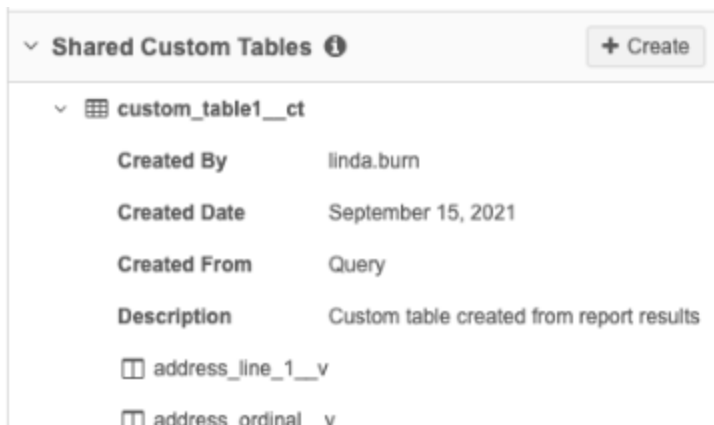 Shared Custom Tables + Create
custom_table1__ct
Created By linda.burn
Created Date September 15, 2021
Created From Query
Description Custom table created from report results
address_line_1__v
address_ordinal__v